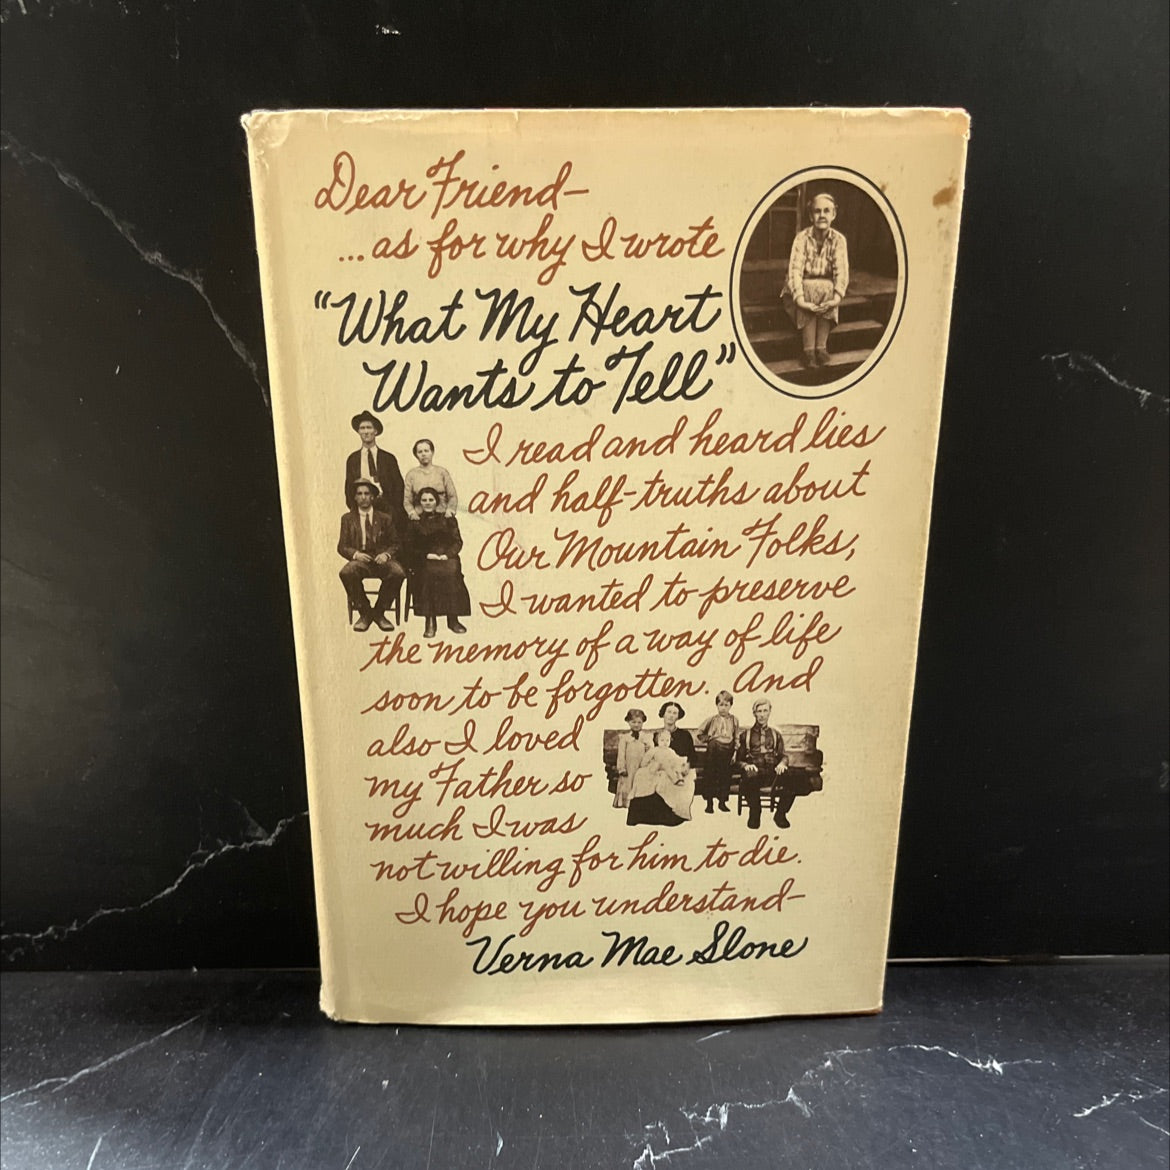 Dear Friend—
...as for why I wrote
“What My Heart
Wants to Tell”
I read and heard lies
and half-truths about
Our Mountain Folks,
I wanted to preserve
the memory of a way of life
soon to be forgotten. And
also I loved
my Father so
much I was
not willing for him to die.
I hope you understand—
Verna Mae Slone